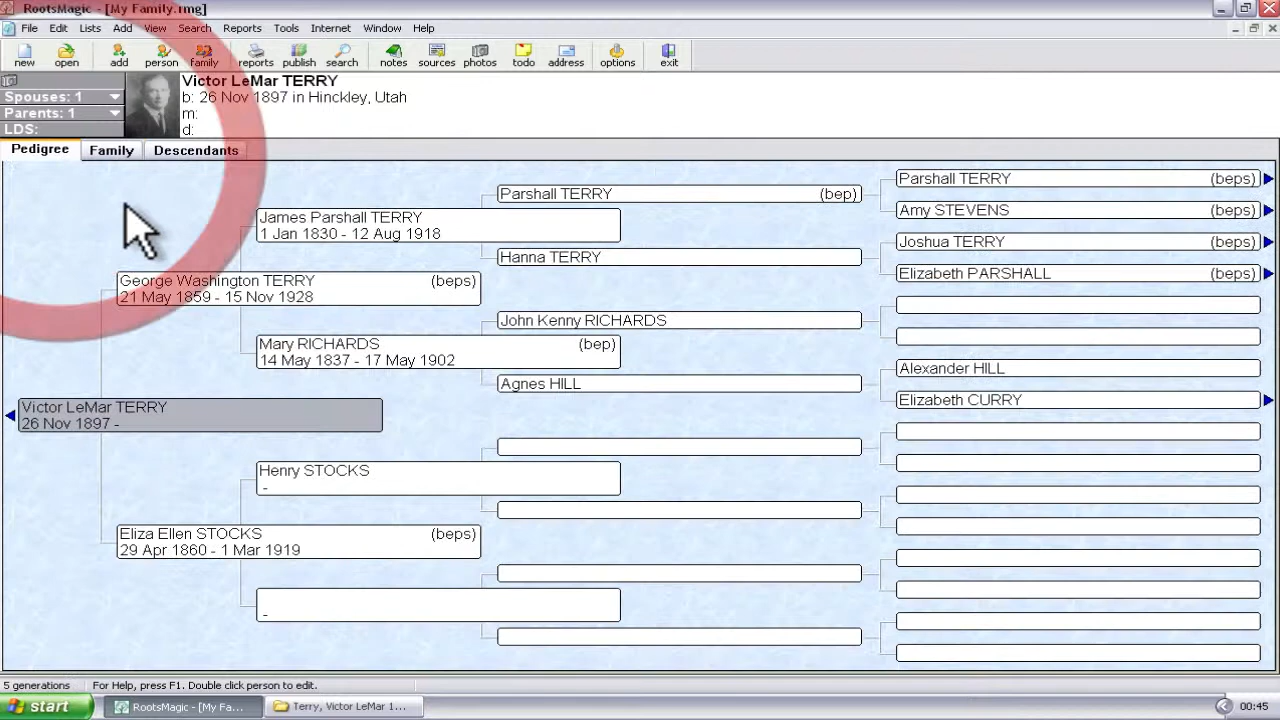 RootsMagic - [My Family.rmg]
File Edit Lists Add View Search Reports Tools Internet Window Help
new open add person family reports publish search notes sources photos todo address options exit
Victor LeMar TERRY
Spouses: 1
b: 26 Nov 1897 in Hinckley, Utah
Parents: 1
m:
LDS:
d:
Pedigree Family Descendants
Parshall TERRY (beps)
Parshall TERRY (bep)
Amy STEVENS (beps)
James Parshall TERRY
1 Jan 1830 - 12 Aug 1918
Joshua TERRY (beps)
Hanna TERRY
Elizabeth PARSHALL (beps)
George Washington TERRY (beps)
21 May 1859 - 15 Nov 1928
John Kenny RICHARDS
Mary RICHARDS (bep)
14 May 1837 - 17 May 1902
Alexander HILL
Agnes HILL
Elizabeth CURRY
Victor LeMar TERRY
26 Nov 1897 -
Henry STOCKS
-
Eliza Ellen STOCKS (beps)
29 Apr 1860 - 1 Mar 1919
-
5 generations For Help, press F1. Double click person to edit.
start RootsMagic - [My Fa... Terry, Victor LeMar 1... 00:45